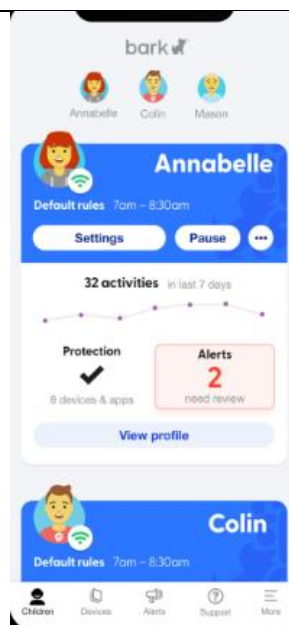 bark
Annabelle Colin Mason
Annabelle
Default rules 7am – 8:30am
Settings Pause
32 activities in last 7 days
Protection Alerts
2
8 devices & apps need review
View profile
Colin
Default rules 7am – 8:30am
Children Devices Alerts Support More